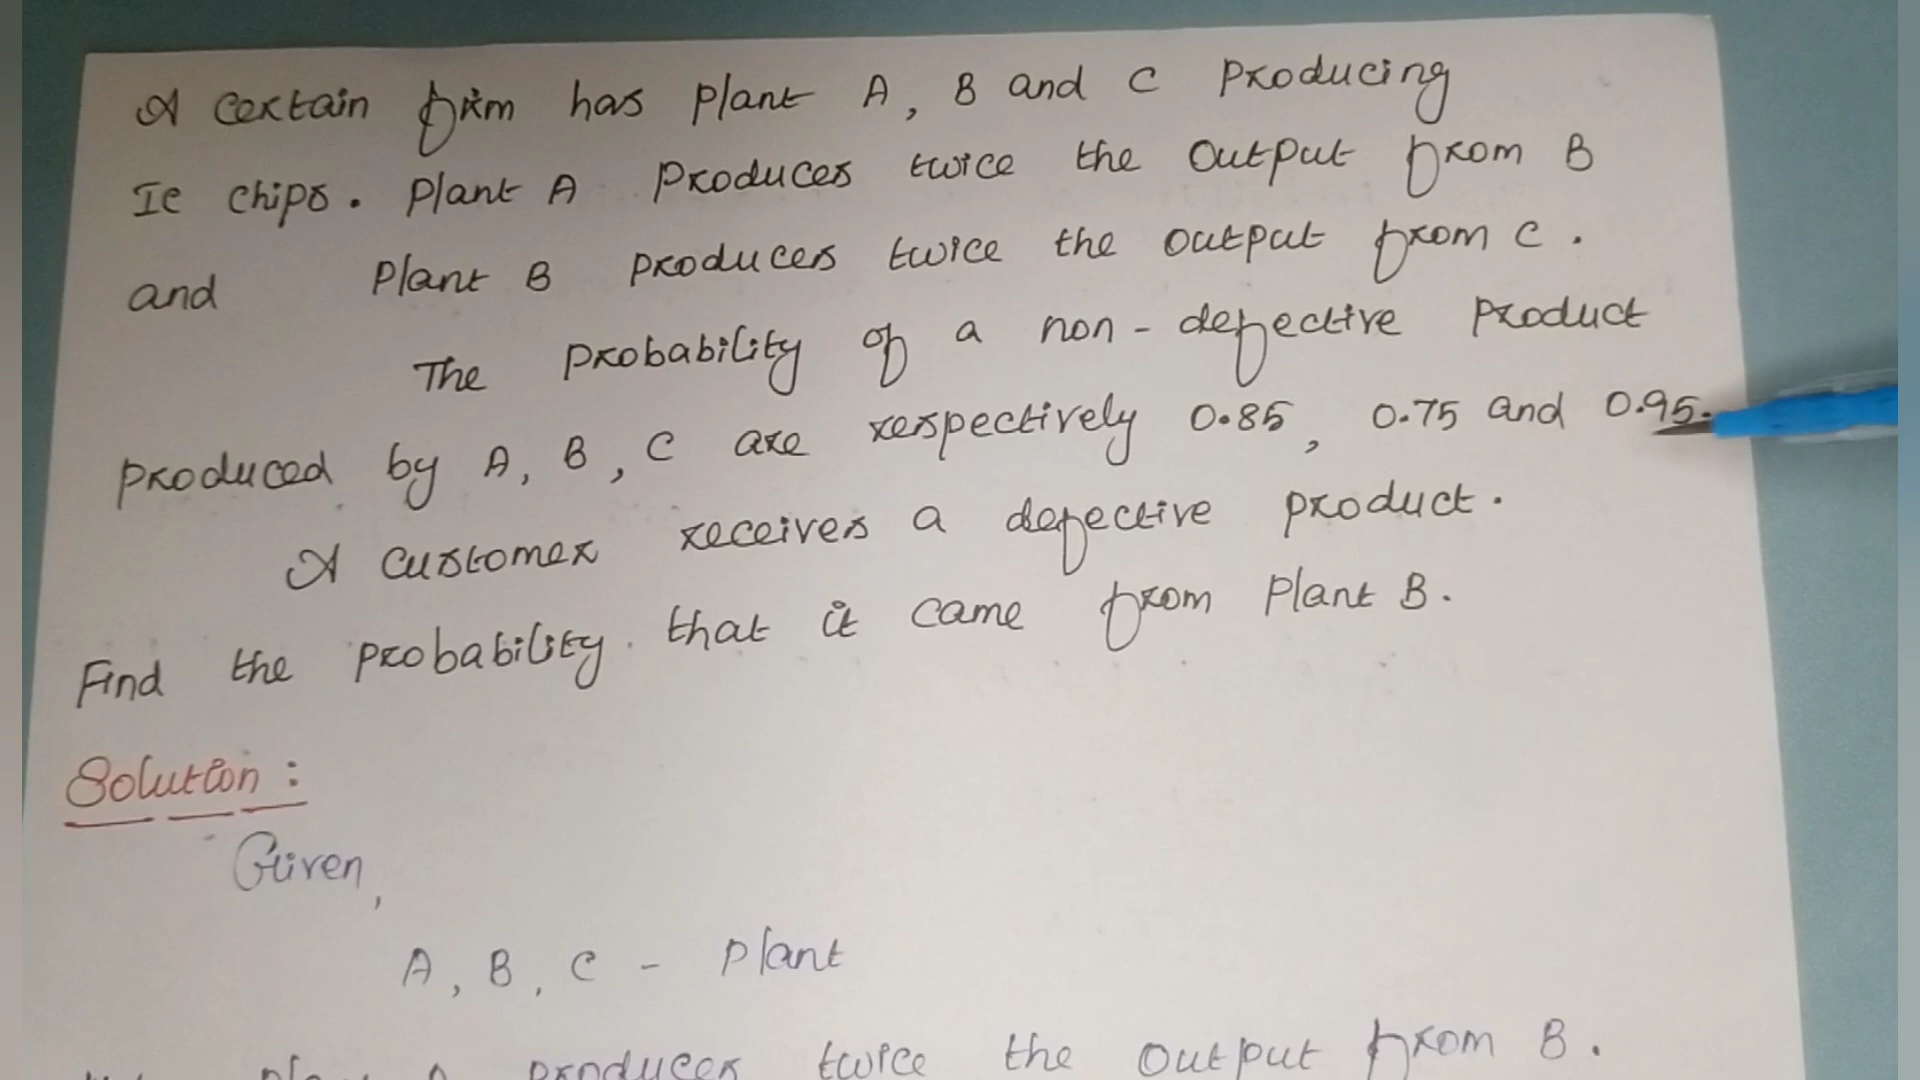 A certain firm has plant A, B and C producing
Ic chips. Plant A produces twice the output from B
and Plant B produces twice the output from C.
The probability of a non-defective product
produced by A, B, C are respectively 0.85, 0.75 and 0.95.
A customer receives a defective product.
Find the probability that it came from plant B.
Solution:
Given,
A, B, C - plant
produces twice the output from B.